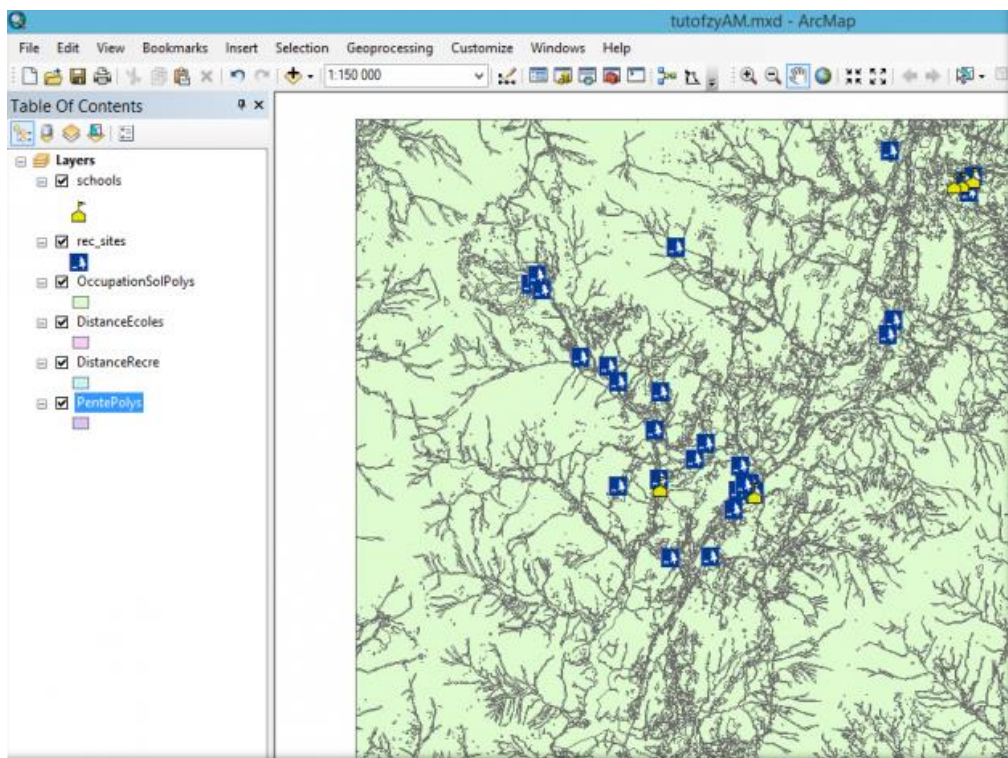 tutofzyAM.mxd - ArcMap
File Edit View Bookmarks Insert Selection Geoprocessing Customize Windows Help
1:150 000
Table Of Contents
Layers
schools
rec_sites
OccupationSolPolys
DistanceEcoles
DistanceRecre
PentePolys